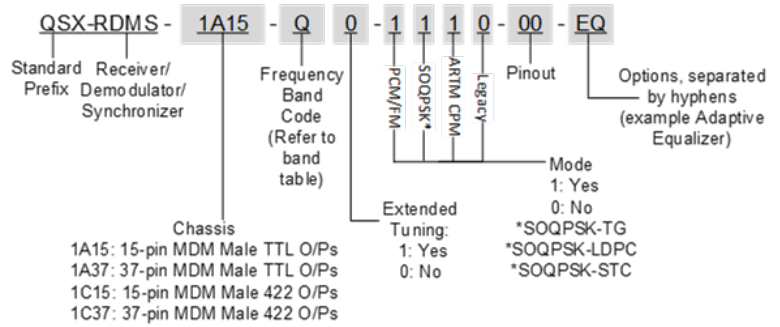 QSX-RDMS - 1A15 - Q 0 1 1 1 0 - 00 - EQ
Standard Prefix
Receiver/ Demodulator/ Synchronizer
Frequency Band Code (Refer to band table)
PCM/FM
SOQPSK*
ARTM CPM
Legacy
Pinout
Options, separated by hyphens (example Adaptive Equalizer)
Mode
1: Yes
0: No
*SOQPSK-TG
*SOQPSK-LDPC
*SOQPSK-STC
Extended Tuning:
1: Yes
0: No
Chassis
1A15: 15-pin MDM Male TTL O/Ps
1A37: 37-pin MDM Male TTL O/Ps
1C15: 15-pin MDM Male 422 O/Ps
1C37: 37-pin MDM Male 422 O/Ps